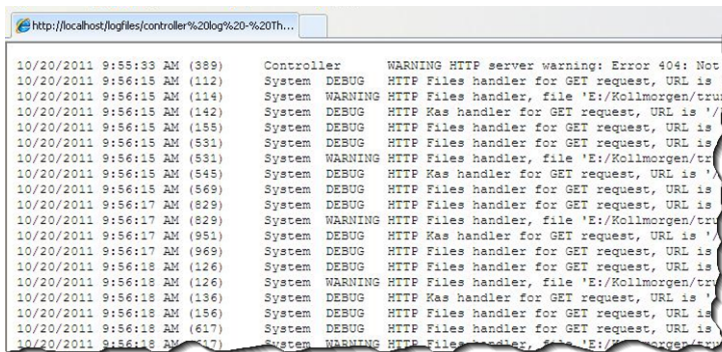 http://localhost/logfiles/controller%20log%20-%20Th...
10/20/2011 9:55:33 AM (389) Controller WARNING HTTP server warning: Error 404: Not
10/20/2011 9:56:15 AM (112) System DEBUG HTTP Files handler for GET request, URL is
10/20/2011 9:56:15 AM (114) System WARNING HTTP Files handler, file 'E:/Kollmorgen/tru
10/20/2011 9:56:15 AM (142) System DEBUG HTTP Kas handler for GET request, URL is '/
10/20/2011 9:56:15 AM (155) System DEBUG HTTP Files handler for GET request, URL is
10/20/2011 9:56:15 AM (531) System DEBUG HTTP Files handler for GET request, URL is
10/20/2011 9:56:15 AM (531) System WARNING HTTP Files handler, file 'E:/Kollmorgen/tr
10/20/2011 9:56:15 AM (545) System DEBUG HTTP Kas handler for GET request, URL is '/
10/20/2011 9:56:15 AM (569) System DEBUG HTTP Files handler for GET request, URL is
10/20/2011 9:56:17 AM (829) System DEBUG HTTP Files handler for GET request, URL is
10/20/2011 9:56:17 AM (829) System WARNING HTTP Files handler, file 'E:/Kollmorgen/tru
10/20/2011 9:56:17 AM (951) System DEBUG HTTP Kas handler for GET request, URL is '/
10/20/2011 9:56:17 AM (969) System DEBUG HTTP Files handler for GET request, URL is
10/20/2011 9:56:18 AM (126) System DEBUG HTTP Files handler for GET request, URL is
10/20/2011 9:56:18 AM (126) System WARNING HTTP Files handler, file 'E:/Kollmorgen/tru
10/20/2011 9:56:18 AM (136) System DEBUG HTTP Kas handler for GET request, URL is '
10/20/2011 9:56:18 AM (156) System DEBUG HTTP Files handler for GET request, URL is
10/20/2011 9:56:18 AM (617) System DEBUG HTTP Files handler for GET request, URL is
10/20/2011 9:56:18 AM (617) System WARNING HTTP Files handler, file 'E:/Kollmorgen/tru